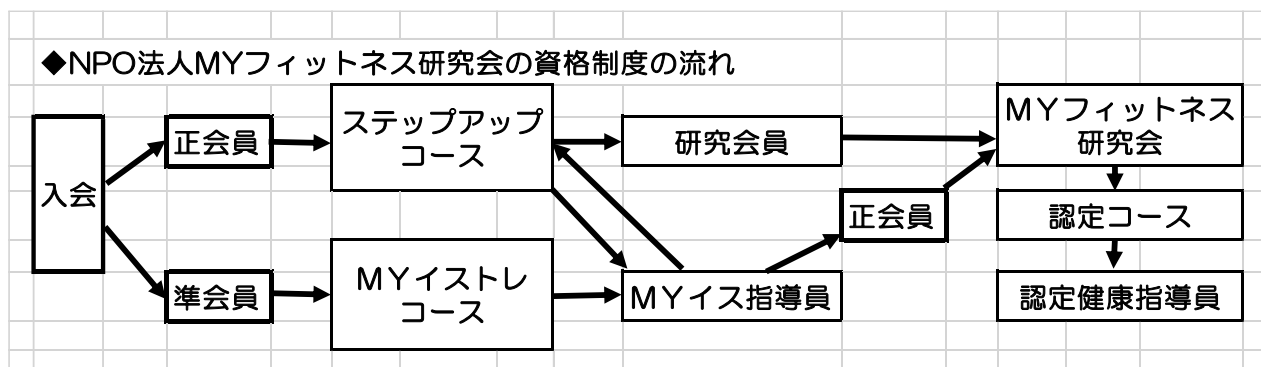 ◆NPO法人MYフィットネス研究会の資格制度の流れ
入会
正会員
ステップアップ
コース
研究会員
MYフィットネス
研究会
正会員
認定コース
準会員
MYイストレ
コース
MYイス指導員
認定健康指導員